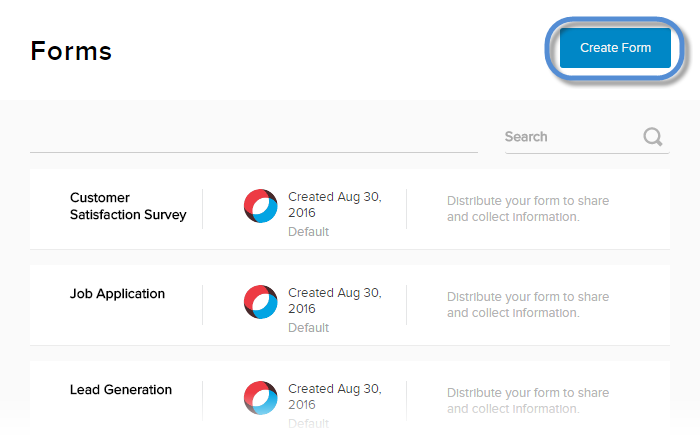 Forms
Create Form
Search
Customer
Satisfaction Survey
Created Aug 30,
2016
Default
Distribute your form to share
and collect information.
Job Application
Created Aug 30,
2016
Default
Distribute your form to share
and collect information.
Lead Generation
Created Aug 30,
2016
Default
Distribute your form to share
and collect information.